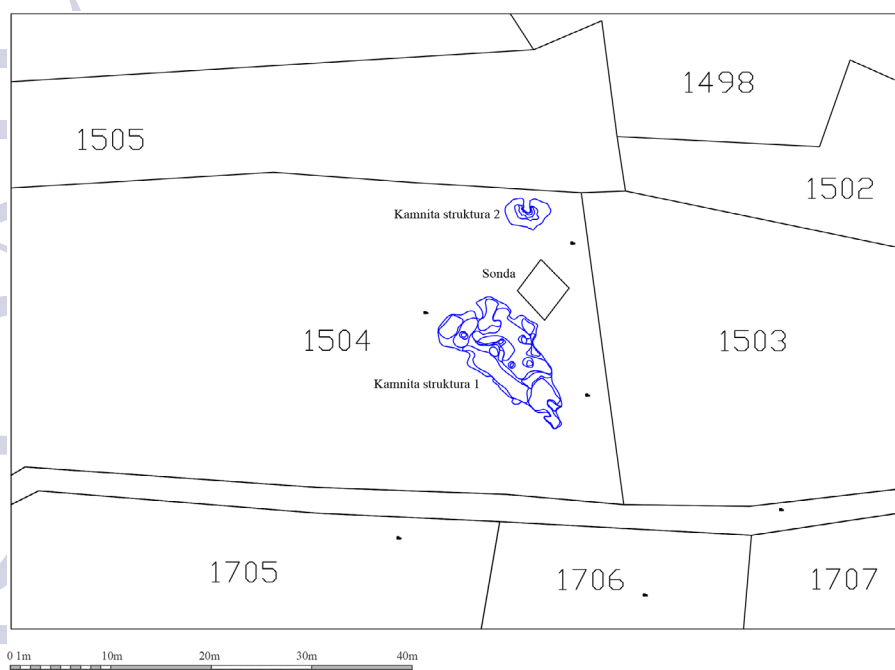 1498
1505
1502
Kamnita struktura 2
Sonda
1504
1503
Kamnita struktura 1
1705
1706
1707
0 1m 10m 20m 30m 40m